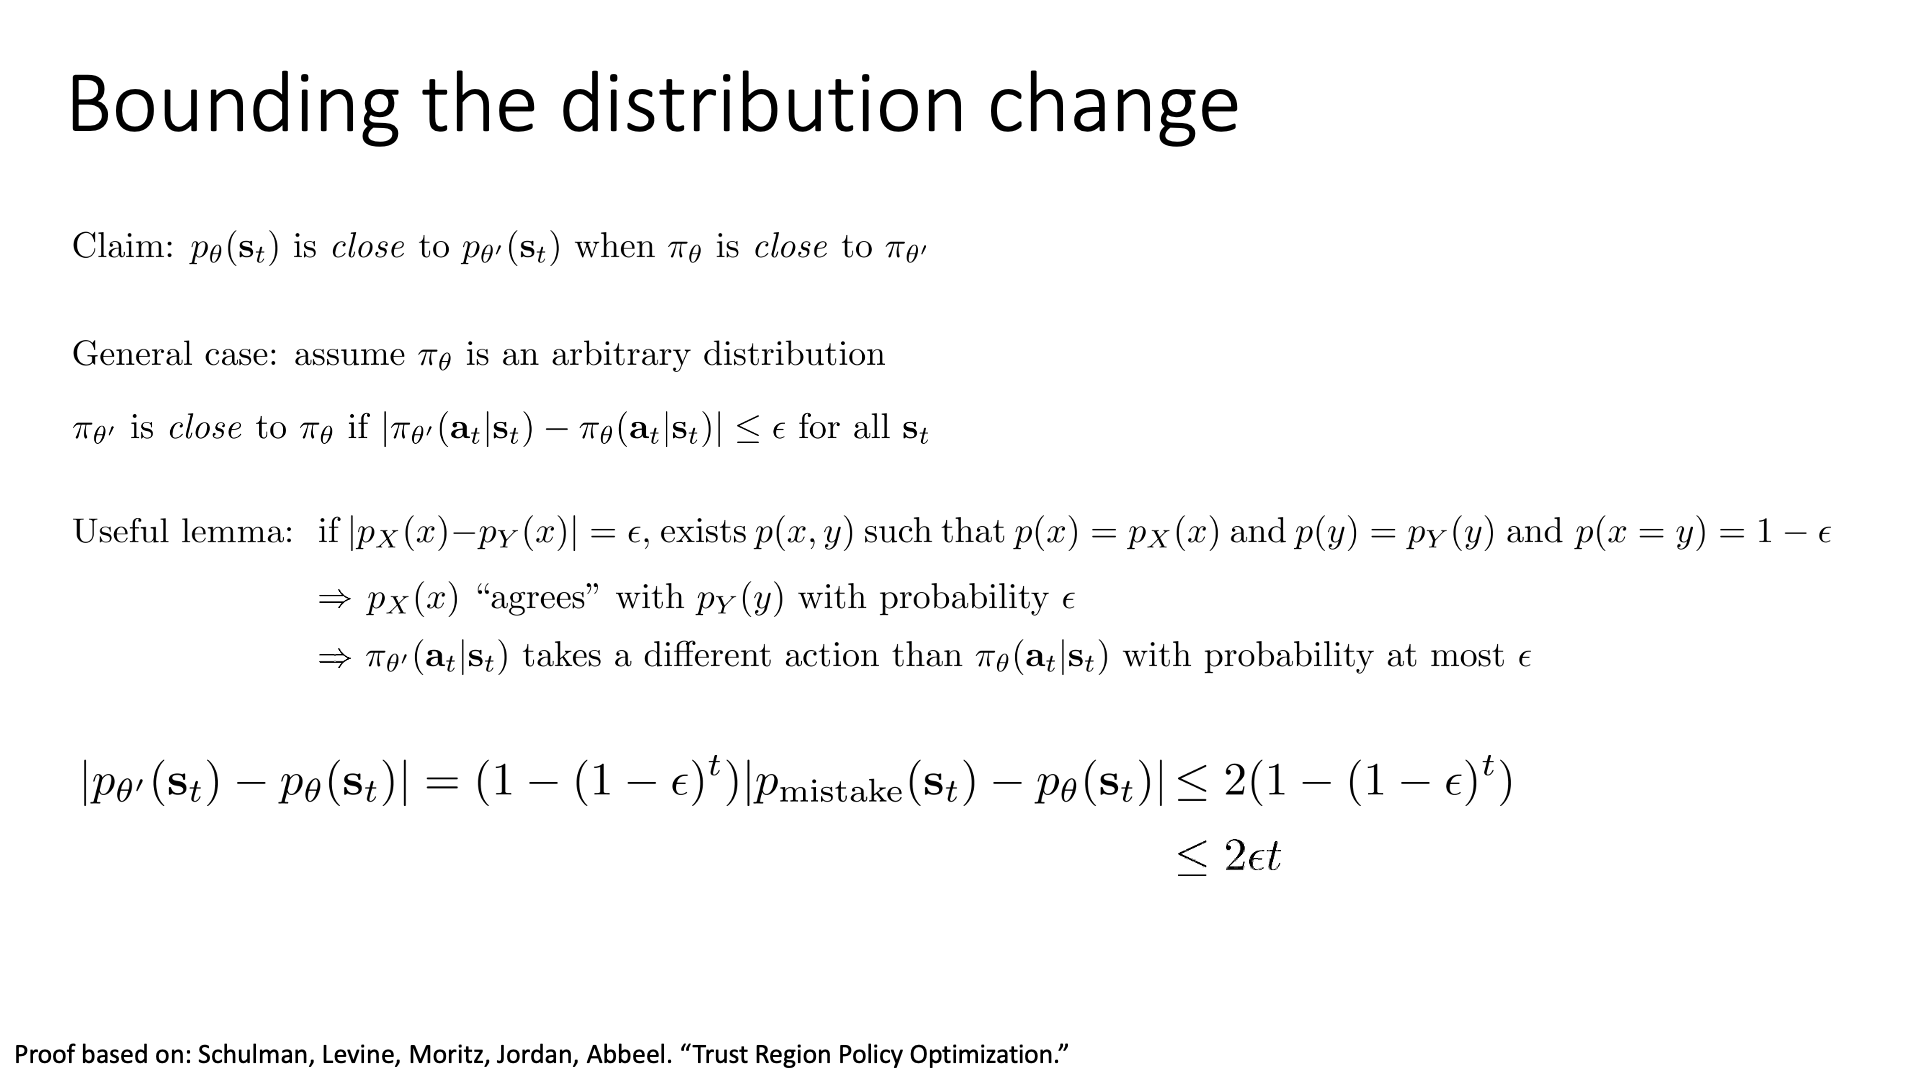 Bounding the distribution change
Claim: $p_\theta(\mathbf{s}_t)$ is close to $p_{\theta'}(\mathbf{s}_t)$ when $\pi_\theta$ is close to $\pi_{\theta'}$
General case: assume $\pi_\theta$ is an arbitrary distribution
$\pi_{\theta'}$ is close to $\pi_\theta$ if $|\pi_{\theta'}(\mathbf{a}_t|\mathbf{s}_t) - \pi_\theta(\mathbf{a}_t|\mathbf{s}_t)| \leq \epsilon$ for all $\mathbf{s}_t$
Useful lemma: if $|p_X(x) - p_Y(x)| = \epsilon$, exists $p(x, y)$ such that $p(x) = p_X(x)$ and $p(y) = p_Y(y)$ and $p(x = y) = 1 - \epsilon$
$\Rightarrow$ $p_X(x)$ “agrees” with $p_Y(y)$ with probability $\epsilon$
$\Rightarrow$ $\pi_{\theta'}(\mathbf{a}_t|\mathbf{s}_t)$ takes a different action than $\pi_\theta(\mathbf{a}_t|\mathbf{s}_t)$ with probability at most $\epsilon$
$|p_{\theta'}(\mathbf{s}_t) - p_\theta(\mathbf{s}_t)| = (1 - (1 - \epsilon)^t)|p_{\text{mistake}}(\mathbf{s}_t) - p_\theta(\mathbf{s}_t)| \leq 2(1 - (1 - \epsilon)^t)$
$\leq 2\epsilon t$
Proof based on: Schulman, Levine, Moritz, Jordan, Abbeel. “Trust Region Policy Optimization.”